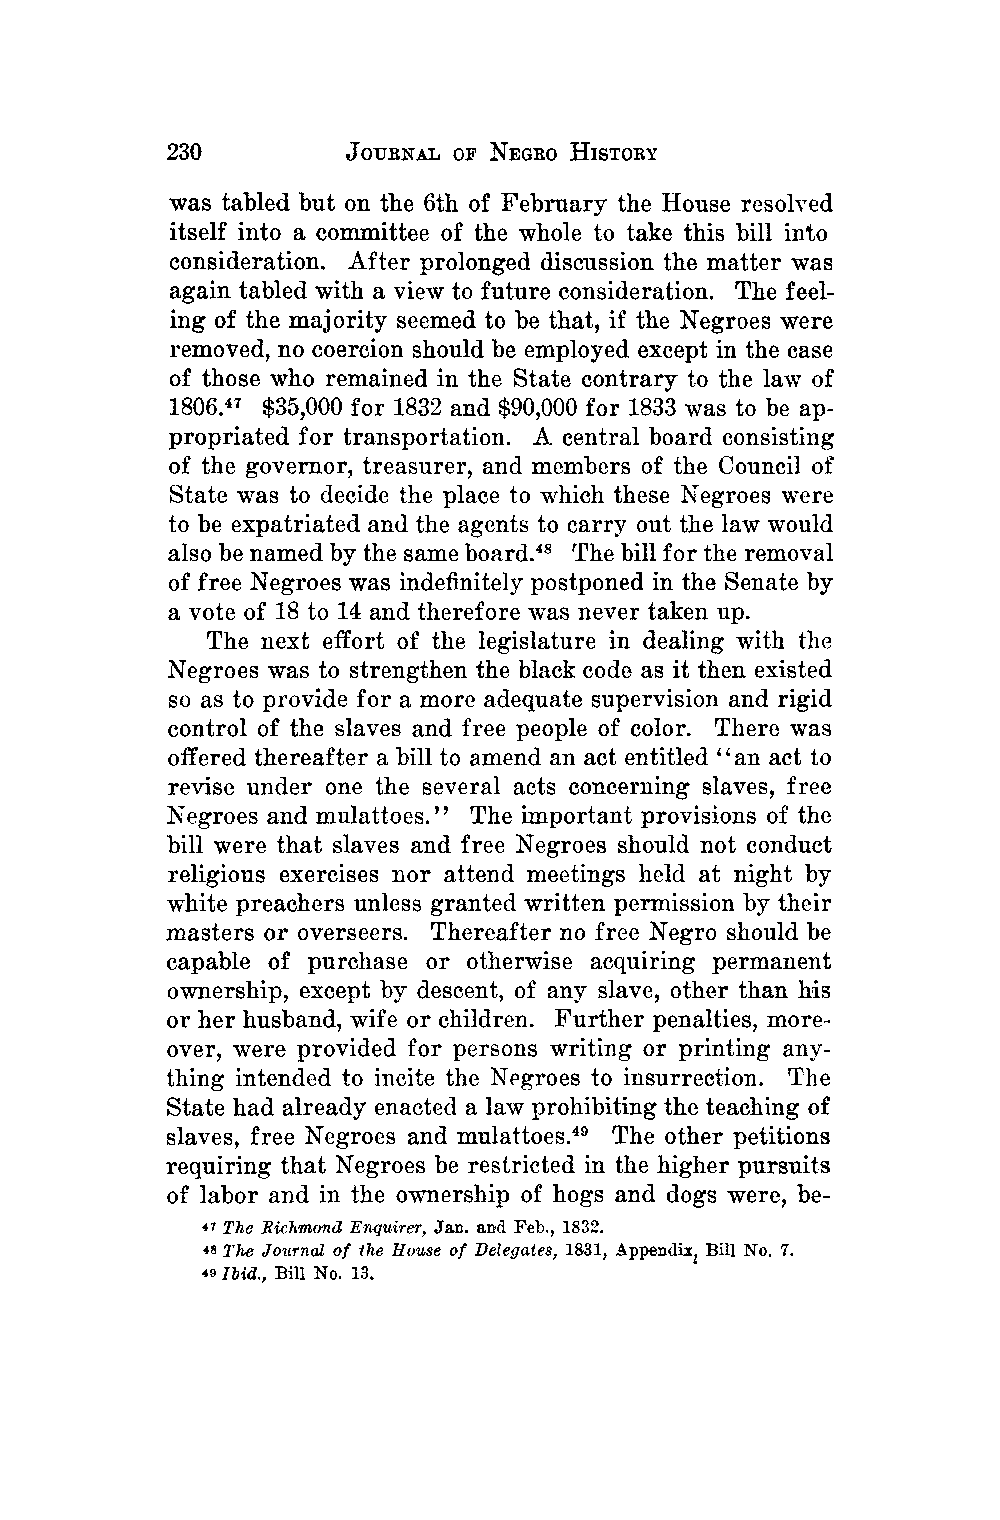 230 JOURNAL OF NEGRO HISTORY
was tabled but on the 6th of February the House resolved
itself into a committee of the whole to take this bill into
consideration. After prolonged discussion the matter was
again tabled with a view to future consideration. The feel-
ing of the majority seemed to be that, if the Negroes were
removed, no coercion should be employed except in the case
of those who remained in the State contrary to the law of
1806.⁴⁷ $35,000 for 1832 and $90,000 for 1833 was to be ap-
propriated for transportation. A central board consisting
of the governor, treasurer, and members of the Council of
State was to decide the place to which these Negroes were
to be expatriated and the agents to carry out the law would
also be named by the same board.⁴⁸ The bill for the removal
of free Negroes was indefinitely postponed in the Senate by
a vote of 18 to 14 and therefore was never taken up.
The next effort of the legislature in dealing with the
Negroes was to strengthen the black code as it then existed
so as to provide for a more adequate supervision and rigid
control of the slaves and free people of color. There was
offered thereafter a bill to amend an act entitled "an act to
revise under one the several acts concerning slaves, free
Negroes and mulattoes." The important provisions of the
bill were that slaves and free Negroes should not conduct
religious exercises nor attend meetings held at night by
white preachers unless granted written permission by their
masters or overseers. Thereafter no free Negro should be
capable of purchase or otherwise acquiring permanent
ownership, except by descent, of any slave, other than his
or her husband, wife or children. Further penalties, more-
over, were provided for persons writing or printing any-
thing intended to incite the Negroes to insurrection. The
State had already enacted a law prohibiting the teaching of
slaves, free Negroes and mulattoes.⁴⁹ The other petitions
requiring that Negroes be restricted in the higher pursuits
of labor and in the ownership of hogs and dogs were, be-
⁴⁷ The Richmond Enquirer, Jan. and Feb., 1832.
⁴⁸ The Journal of the House of Delegates, 1831, Appendix, Bill No. 7.
⁴⁹ Ibid., Bill No. 13.